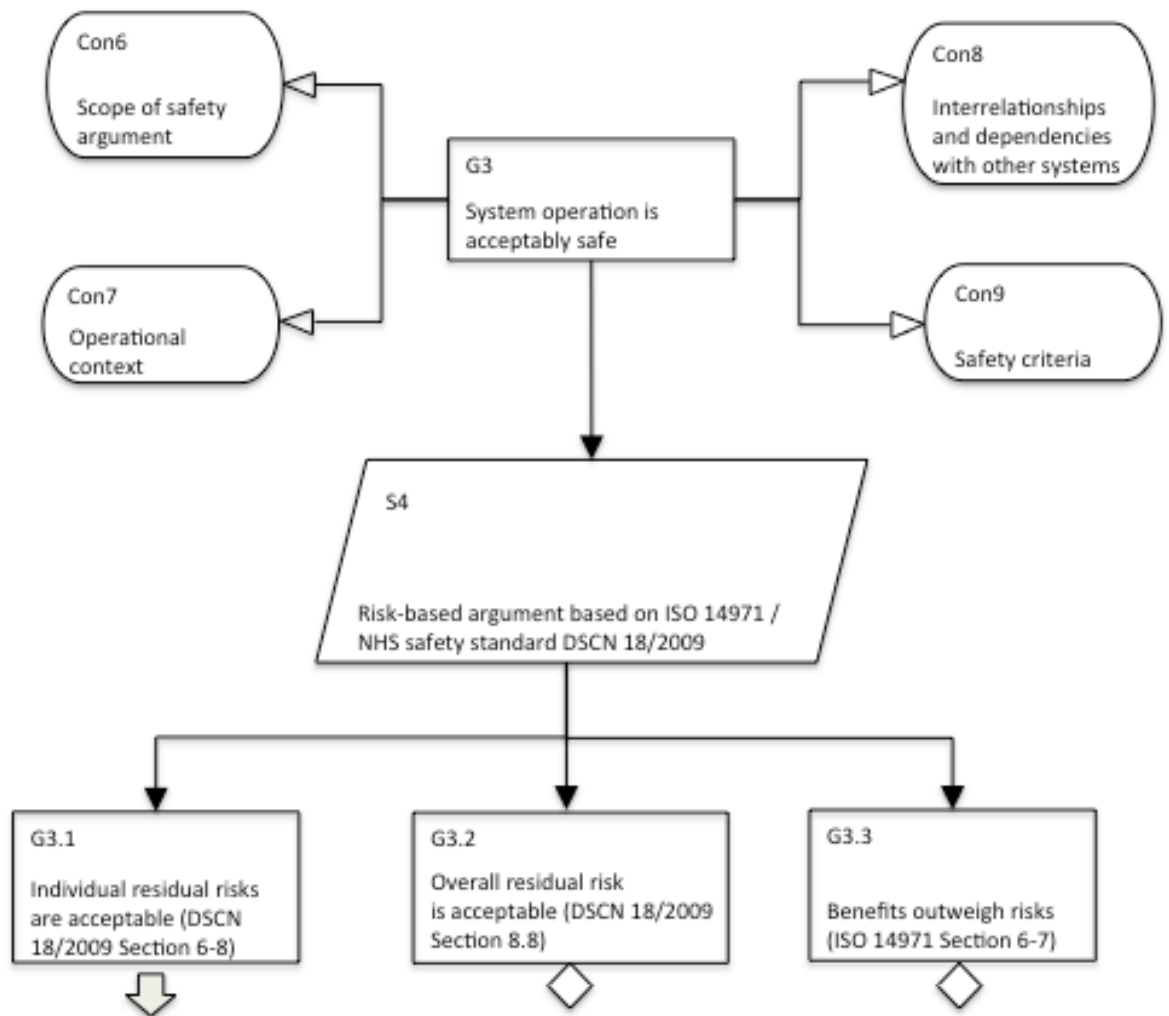 Con6
Scope of safety
argument
Con8
Interrelationships
and dependencies
with other systems
G3
System operation is
acceptably safe
Con7
Operational
context
Con9
Safety criteria
S4
Risk-based argument based on ISO 14971 /
NHS safety standard DSCN 18/2009
G3.1
Individual residual risks
are acceptable (DSCN
18/2009 Section 6-8)
G3.2
Overall residual risk
is acceptable (DSCN 18/2009
Section 8.8)
G3.3
Benefits outweigh risks
(ISO 14971 Section 6-7)